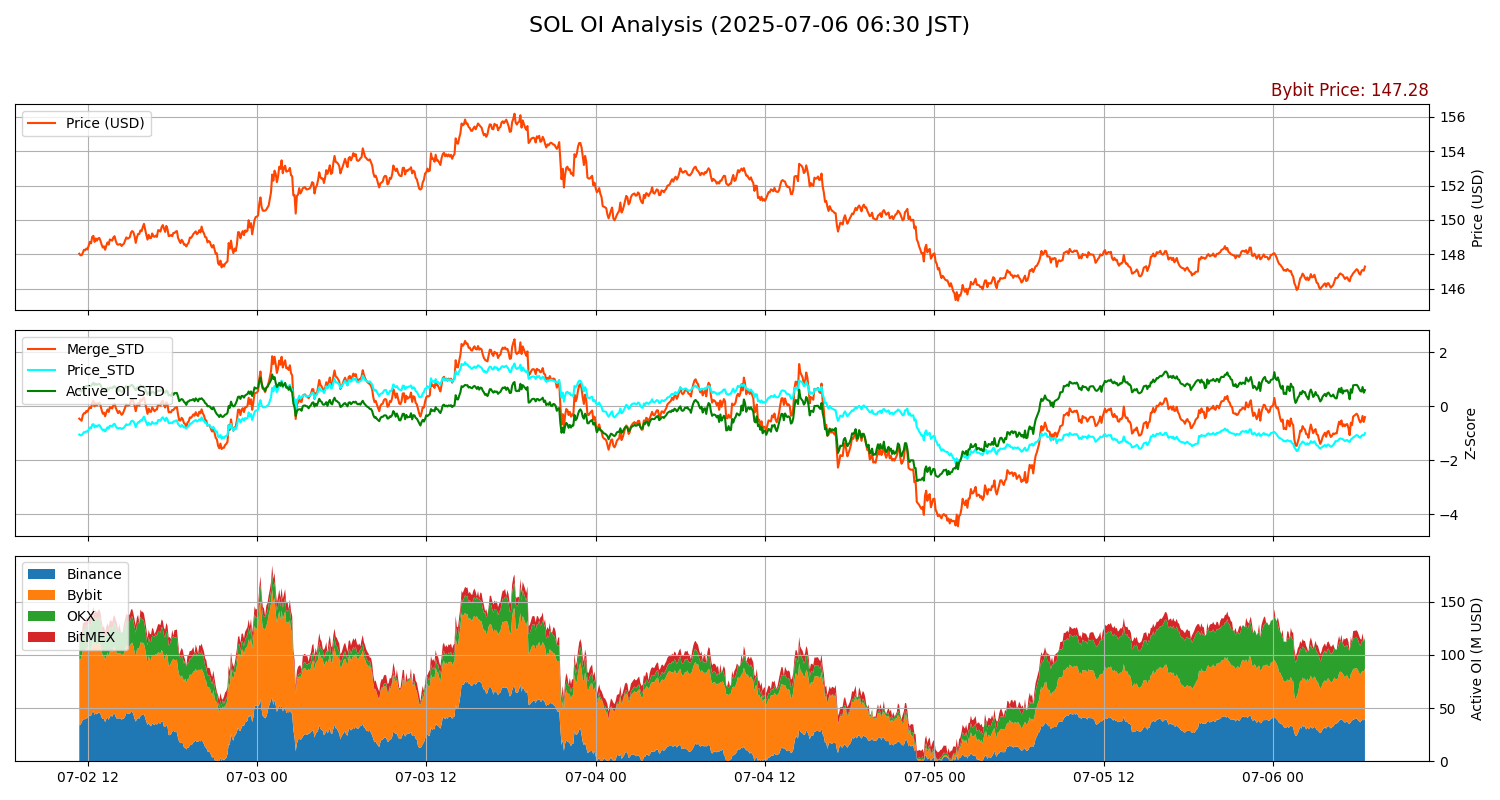 SOL OI Analysis (2025-07-06 06:30 JST)
Bybit Price: 147.28
Price (USD)
156
154
152
150
148
146
Price (USD)
Merge_STD
Price_STD
Active_OI_STD
2
0
−2
−4
Z-Score
Binance
Bybit
OKX
BitMEX
150
100
50
0
Active OI (M USD)
07-02 12
07-03 00
07-03 12
07-04 00
07-04 12
07-05 00
07-05 12
07-06 00